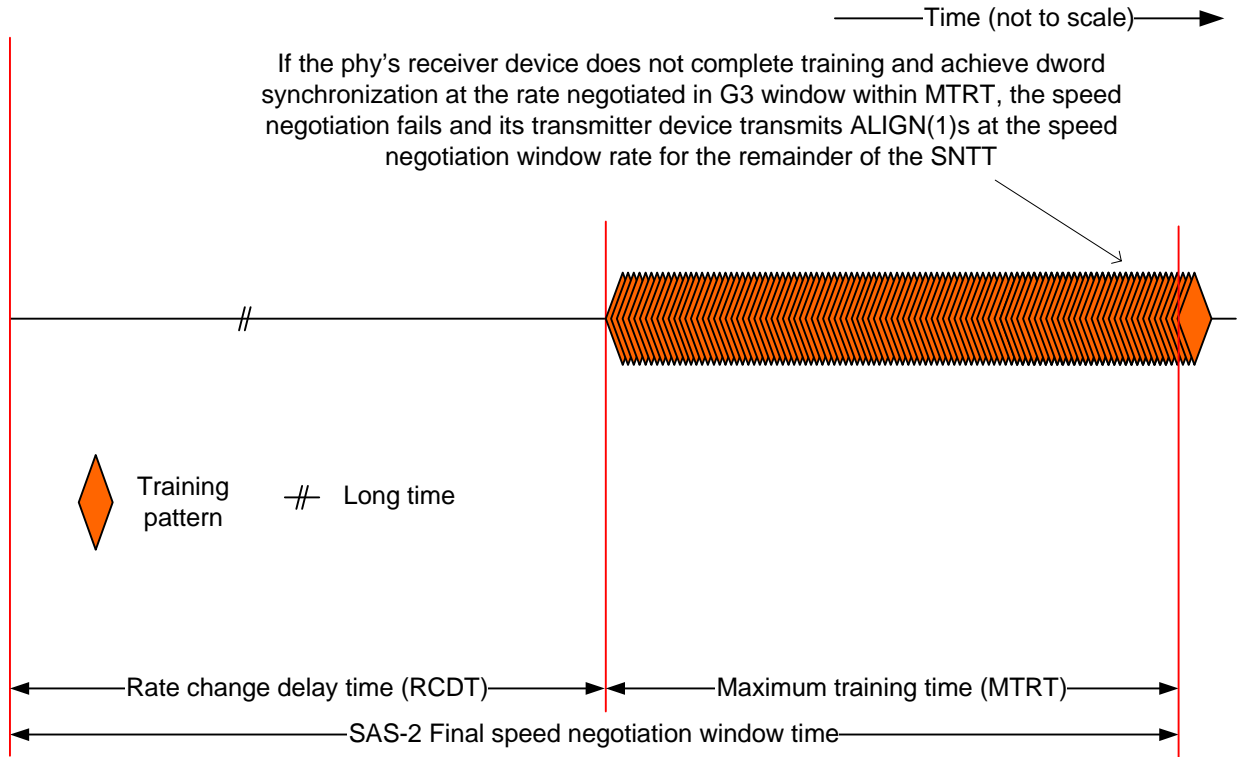 Time (not to scale)
If the phy's receiver device does not complete training and achieve dword
synchronization at the rate negotiated in G3 window within MTRT, the speed
negotiation fails and its transmitter device transmits ALIGN(1)s at the speed
negotiation window rate for the remainder of the SNTT
Training
pattern
Long time
Rate change delay time (RCDT)
Maximum training time (MTRT)
SAS-2 Final speed negotiation window time